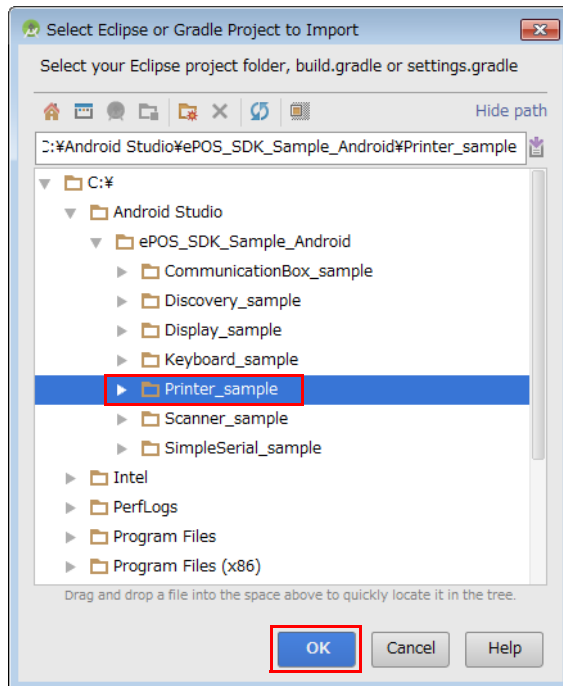 Select Eclipse or Gradle Project to Import
Select your Eclipse project folder, build.gradle or settings.gradle
Hide path
:¥Android Studio¥ePOS_SDK_Sample_Android¥Printer_sample
C:¥
Android Studio
ePOS_SDK_Sample_Android
CommunicationBox_sample
Discovery_sample
Display_sample
Keyboard_sample
Printer_sample
Scanner_sample
SimpleSerial_sample
Intel
PerfLogs
Program Files
Program Files (x86)
Drag and drop a file into the space above to quickly locate it in the tree.
OK Cancel Help